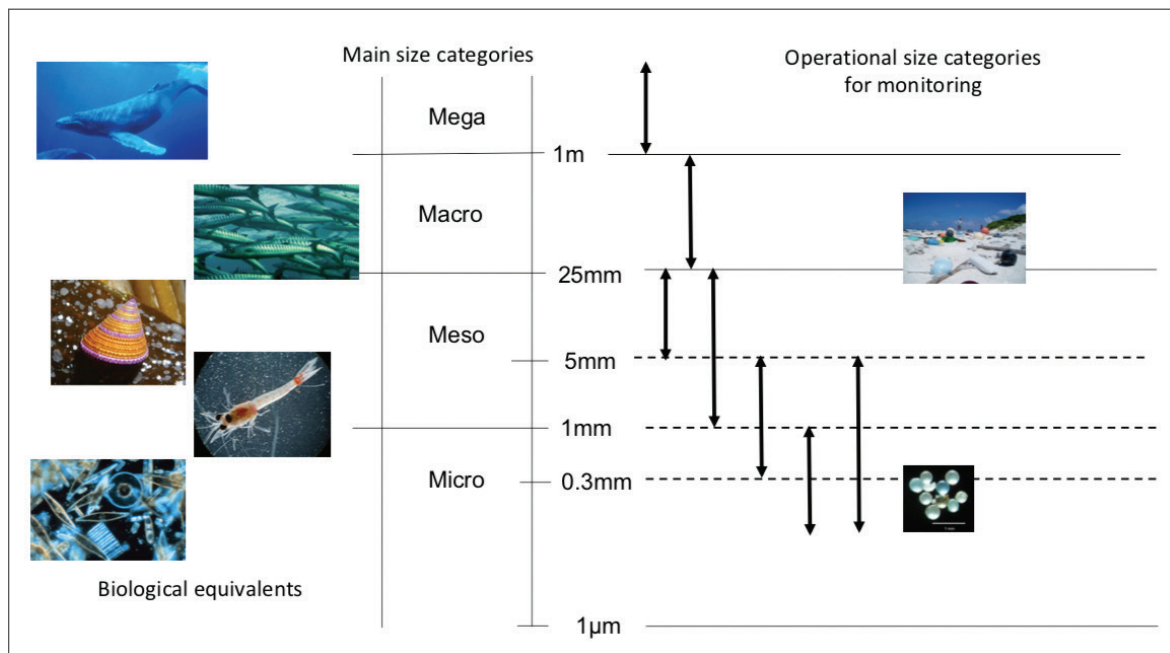 Main size categories
Operational size categories
for monitoring
Mega
1m
Macro
25mm
Meso
5mm
1mm
Micro
0.3mm
Biological equivalents
1µm